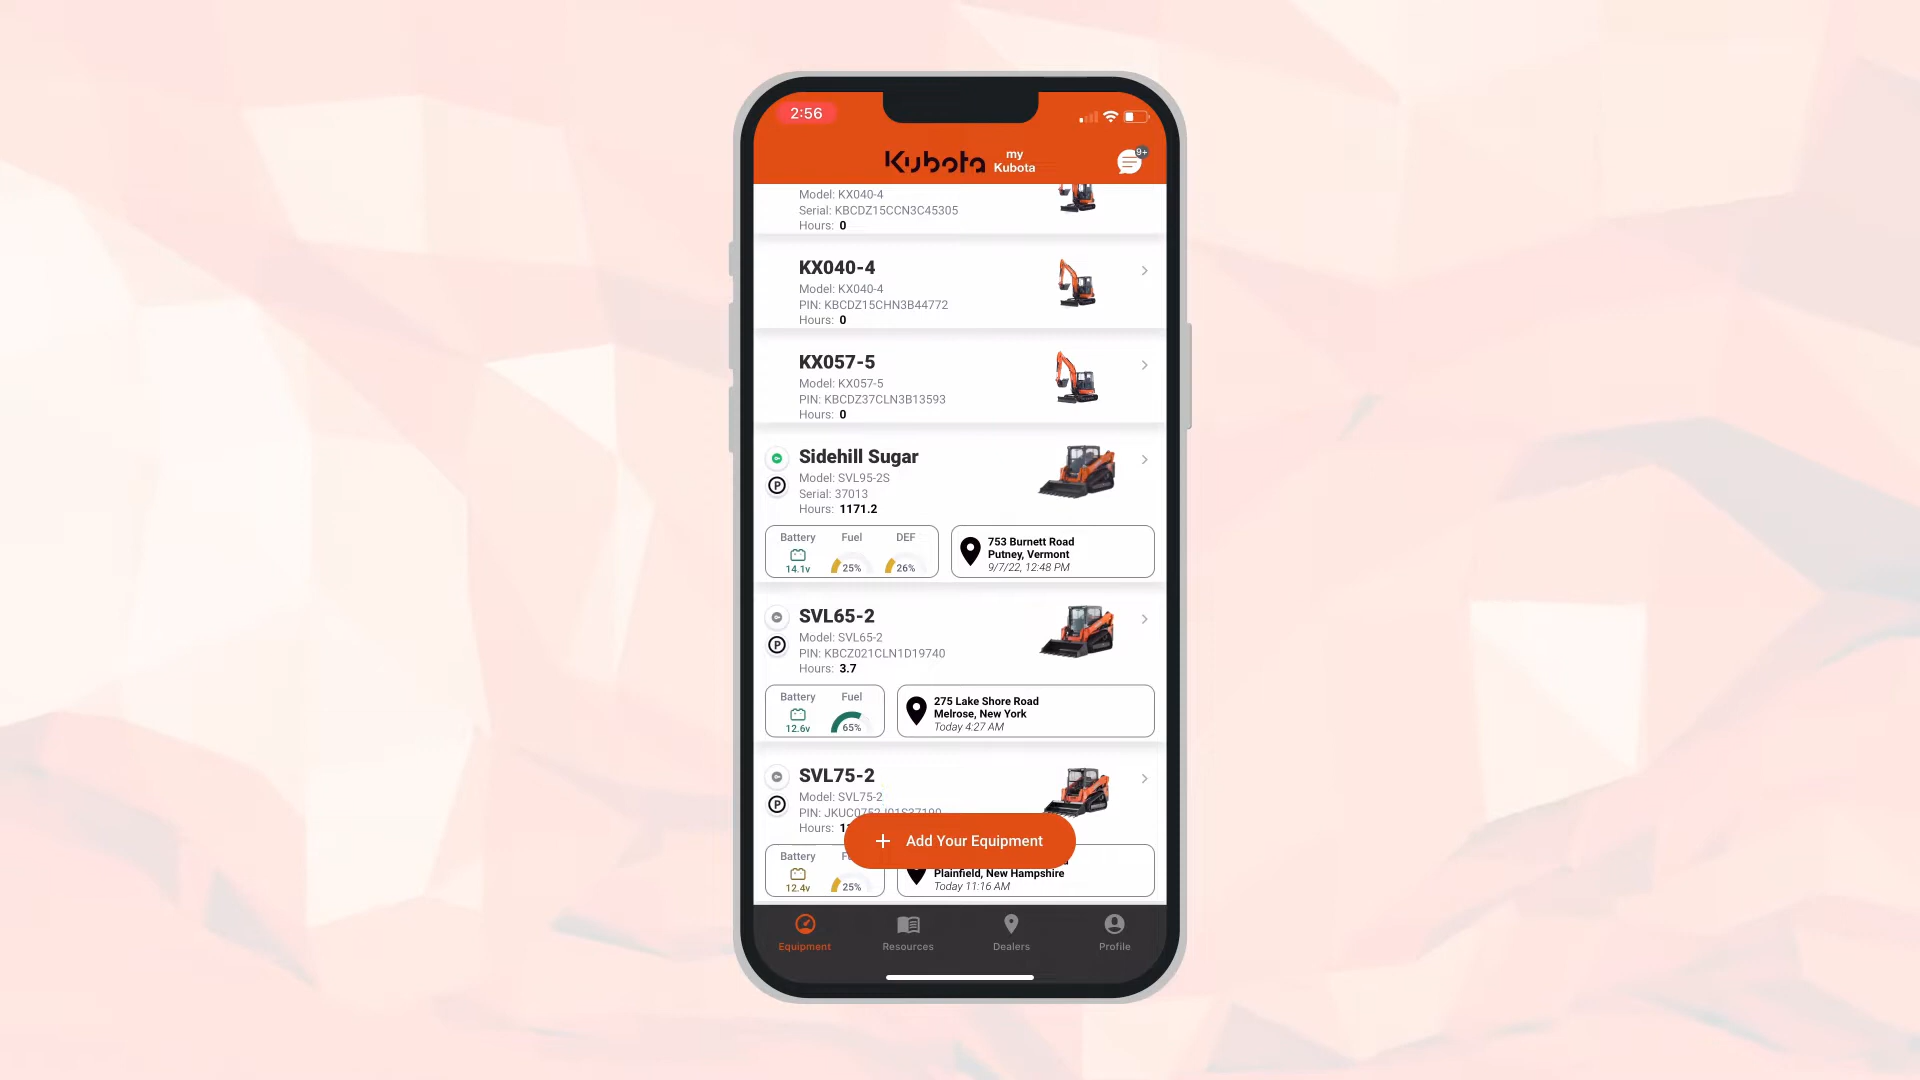 2:56
Kubota
my
Kubota
9+
Model: KX040-4
Serial: KBCDZ15CCN3C45305
Hours: 0
KX040-4
Model: KX040-4
PIN: KBCDZ15CHN3B44772
Hours: 0
KX057-5
Model: KX057-5
PIN: KBCDZ37CLN3B13593
Hours: 0
Sidehill Sugar
P
Model: SVL95-2S
Serial: 37013
Hours: 1171.2
Battery Fuel DEF
14.1v 25% 26%
753 Burnett Road
Putney, Vermont
9/7/22, 12:48 PM
SVL65-2
P
Model: SVL65-2
PIN: KBCZ021CLN1D19740
Hours: 3.7
Battery Fuel
12.6v 65%
275 Lake Shore Road
Melrose, New York
Today 4:27 AM
SVL75-2
P
Model: SVL75-2
PIN:
Hours:
+ Add Your Equipment
Battery
12.4v 25%
Plainfield, New Hampshire
Today 11:16 AM
Equipment Resources Dealers Profile